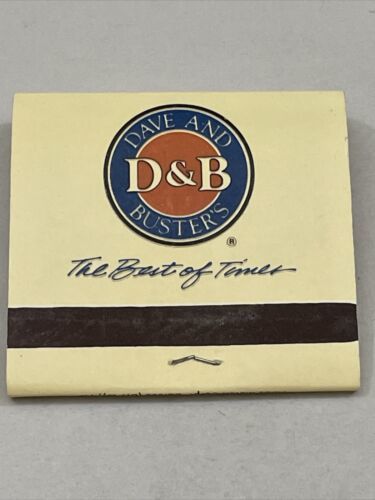 DAVE AND
D&B
BUSTER'S
®
The Best of Times